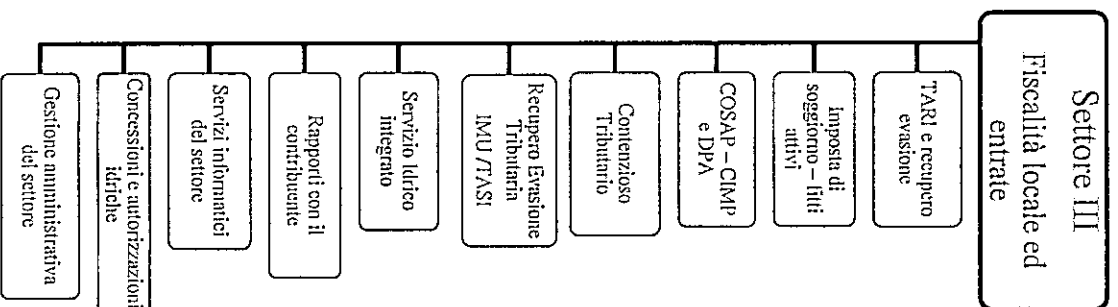 Settore III
Fiscalità locale ed
entrate
TARI e recupero
evasione
Imposta di
soggiorno – fitti
attivi
COSAP – CIMP
e DPA
Contenzioso
Tributario
Recupero Evasione
Tributaria
IMU /TASI
Servizio Idrico
integrato
Rapporti con il
contribuente
Servizi informatici
del settore
Concessioni e autorizzazioni
idriche
Gestione amministrativa
del settore